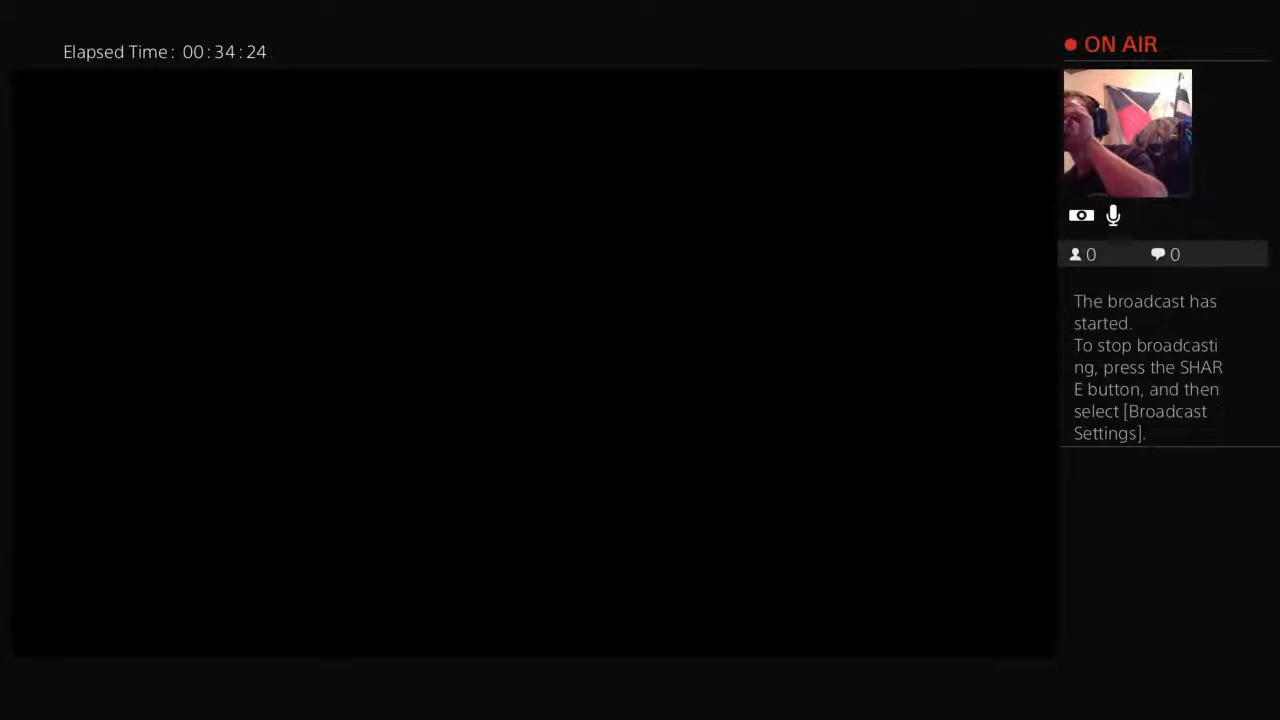 Elapsed Time: 00:34:24
ON AIR
0 0
The broadcast has
started.
To stop broadcasti
ng, press the SHAR
E button, and then
select [Broadcast
Settings].